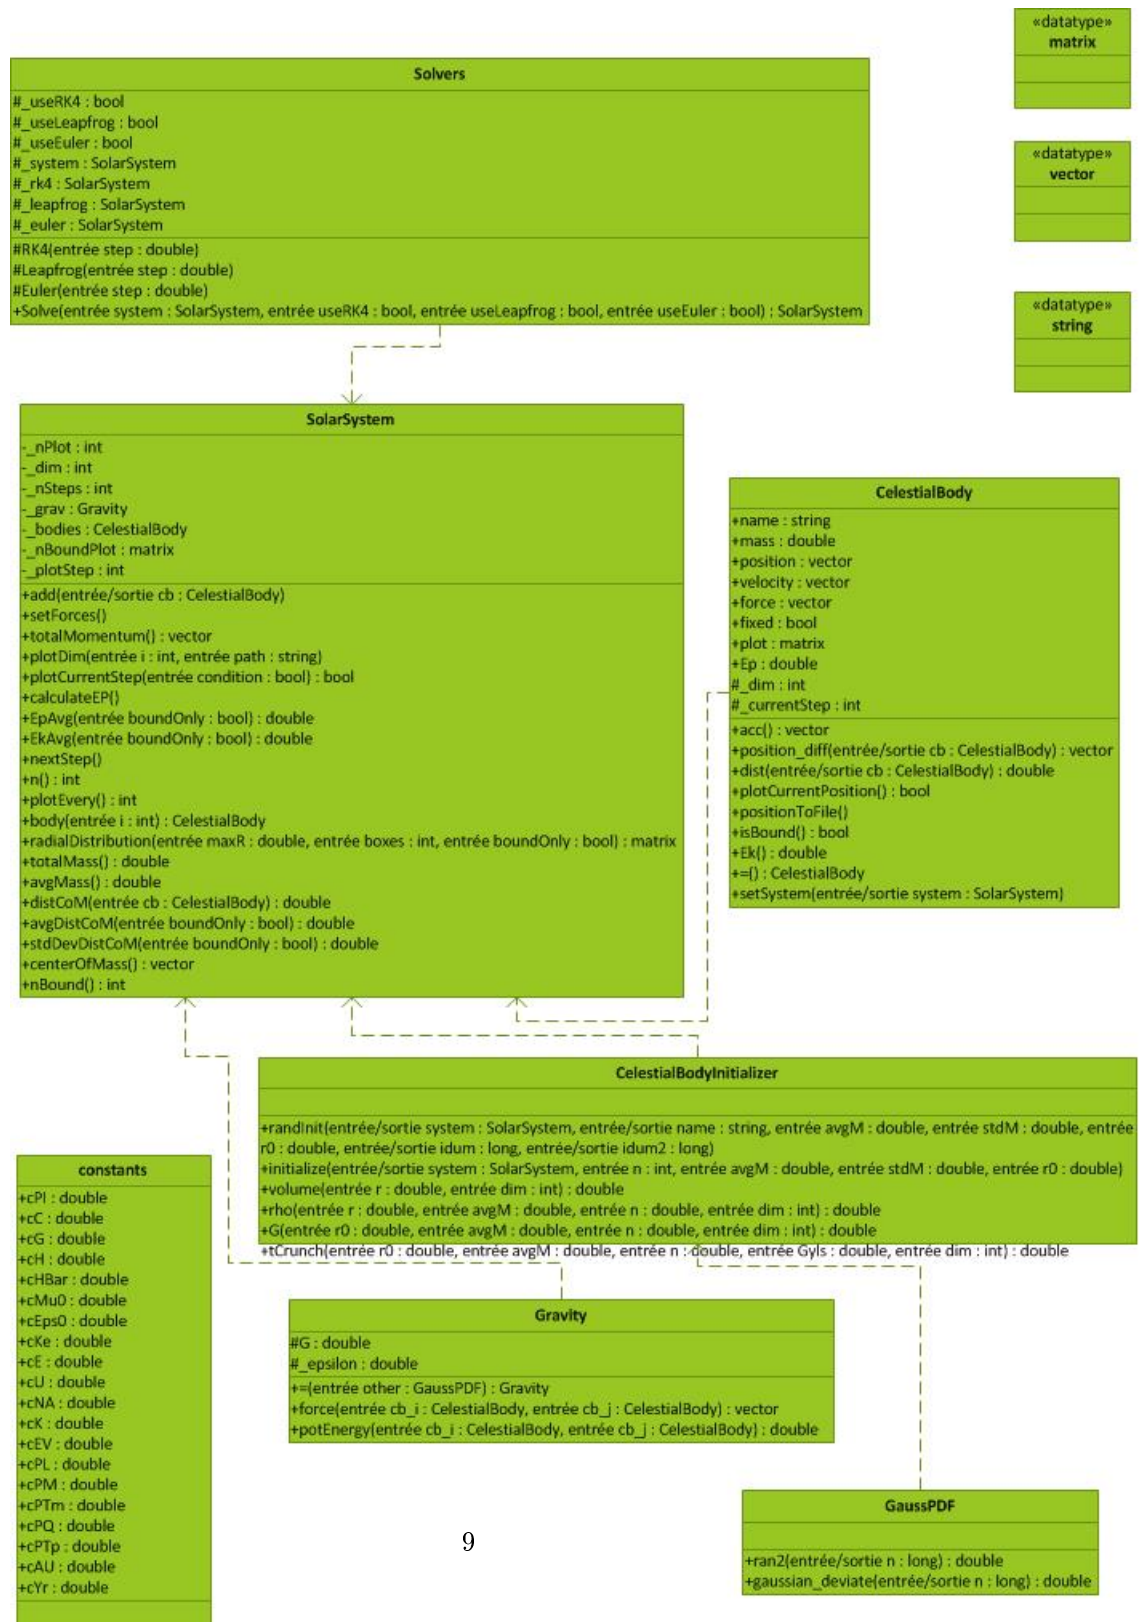 «datatype»
matrix
Solvers
#_useRK4 : bool
#_useLeapfrog : bool
#_useEuler : bool
#_system : SolarSystem
#_rk4 : SolarSystem
#_leapfrog : SolarSystem
#_euler : SolarSystem
#RK4(entrée step : double)
#Leapfrog(entrée step : double)
#Euler(entrée step : double)
+Solve(entrée system : SolarSystem, entrée useRK4 : bool, entrée useLeapfrog : bool, entrée useEuler : bool) : SolarSystem
«datatype»
vector
«datatype»
string
SolarSystem
-_nPlot : int
-_dim : int
-_nSteps : int
-_grav : Gravity
-_bodies : CelestialBody
-_nBoundPlot : matrix
-_plotStep : int
+add(entrée/sortie cb : CelestialBody)
+setForces()
+totalMomentum() : vector
+plotDim(entrée i : int, entrée path : string)
+plotCurrentStep(entrée condition : bool) : bool
+calculateEP()
+EpAvg(entrée boundOnly : bool) : double
+EkAvg(entrée boundOnly : bool) : double
+nextStep()
+n() : int
+plotEvery() : int
+body(entrée i : int) : CelestialBody
+radialDistribution(entrée maxR : double, entrée boxes : int, entrée boundOnly : bool) : matrix
+totalMass() : double
+avgMass() : double
+distCoM(entrée cb : CelestialBody) : double
+avgDistCoM(entrée boundOnly : bool) : double
+stdDevDistCoM(entrée boundOnly : bool) : double
+centerOfMass() : vector
+nBound() : int
CelestialBody
+name : string
+mass : double
+position : vector
+velocity : vector
+force : vector
+fixed : bool
+plot : matrix
+Ep : double
#_dim : int
#_currentStep : int
+acc() : vector
+position_diff(entrée/sortie cb : CelestialBody) : vector
+dist(entrée/sortie cb : CelestialBody) : double
+plotCurrentPosition() : bool
+positionToFile()
+isBound() : bool
+Ek() : double
+=() : CelestialBody
+setSystem(entrée/sortie system : SolarSystem)
CelestialBodyInitializer
+randInit(entrée/sortie system : SolarSystem, entrée/sortie name : string, entrée avgM : double, entrée stdM : double, entrée
r0 : double, entrée/sortie idum : long, entrée/sortie idum2 : long)
+initialize(entrée/sortie system : SolarSystem, entrée n : int, entrée avgM : double, entrée stdM : double, entrée r0 : double)
+volume(entrée r : double, entrée dim : int) : double
+rho(entrée r : double, entrée avgM : double, entrée n : double, entrée dim : int) : double
+G(entrée r0 : double, entrée avgM : double, entrée n : double, entrée dim : int) : double
+tCrunch(entrée r0 : double, entrée avgM : double, entrée n : double, entrée Gyls : double, entrée dim : int) : double
constants
+cPI : double
+cC : double
+cG : double
+cH : double
+cHBar : double
+cMu0 : double
+cEps0 : double
+cKe : double
+cE : double
+cU : double
+cNA : double
+cK : double
+cEV : double
+cPL : double
+cPM : double
+cPTm : double
+cPQ : double
+cPTp : double
+cAU : double
+cYr : double
Gravity
#G : double
#_epsilon : double
+=(entrée other : GaussPDF) : Gravity
+force(entrée cb_i : CelestialBody, entrée cb_j : CelestialBody) : vector
+potEnergy(entrée cb_i : CelestialBody, entrée cb_j : CelestialBody) : double
GaussPDF
+ran2(entrée/sortie n : long) : double
+gaussian_deviate(entrée/sortie n : long) : double
9